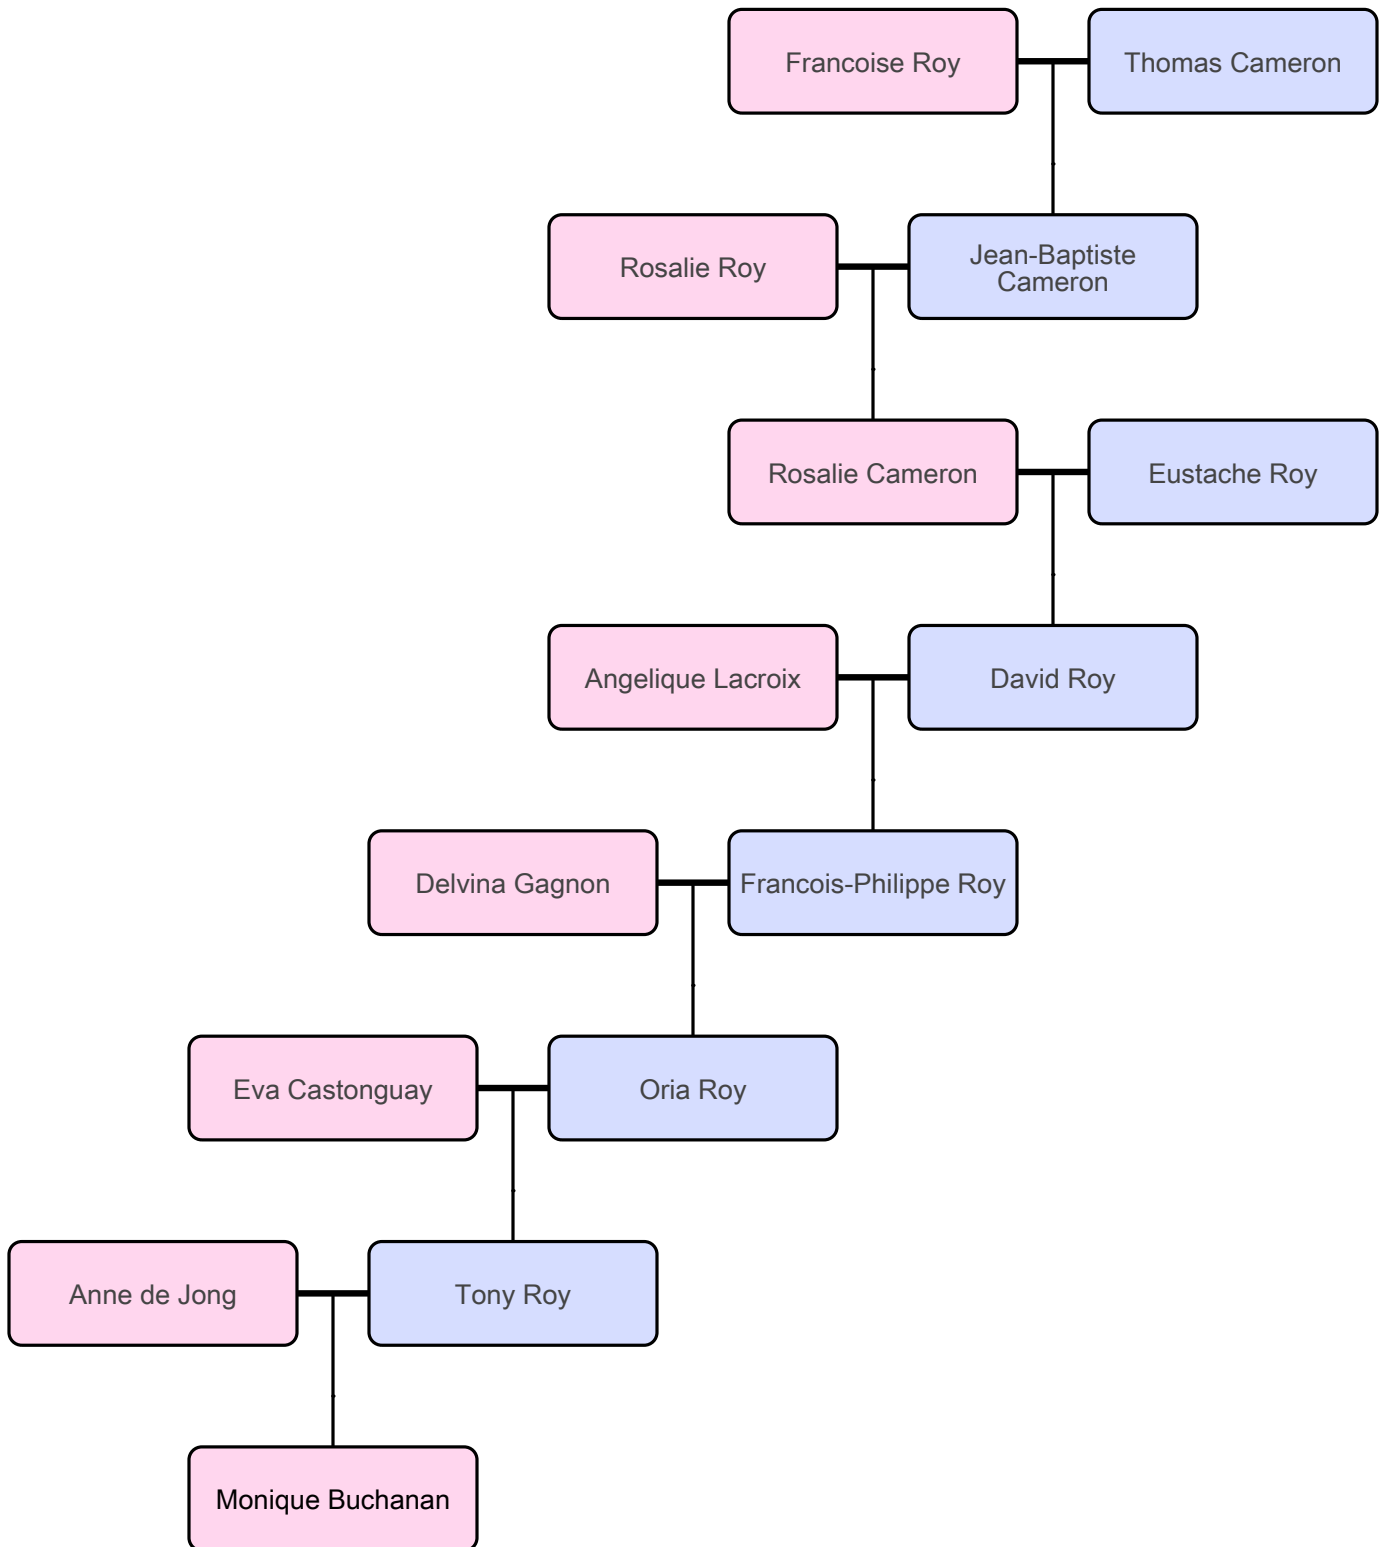 Francoise Roy
Thomas Cameron
Rosalie Roy
Jean-Baptiste
Cameron
Rosalie Cameron
Eustache Roy
Angelique Lacroix
David Roy
Delvina Gagnon
Francois-Philippe Roy
Eva Castonguay
Oria Roy
Anne de Jong
Tony Roy
Monique Buchanan